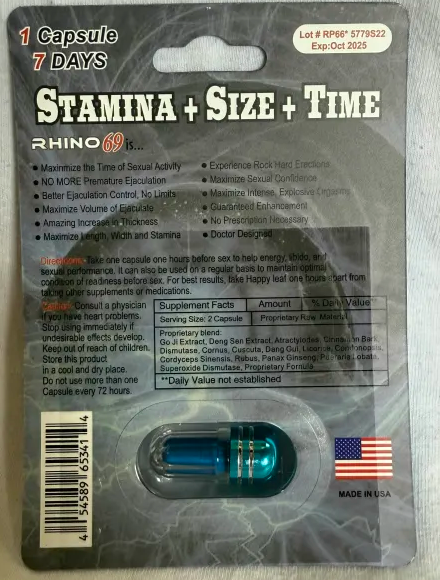 1 Capsule
7 DAYS
Lot # RP66* 5779S22
Exp:Oct 2025
STAMINA + SIZE + TIME
RHINO 69 is...
• Maximize the Time of Sexual Activity
• NO MORE Premature Ejaculation
• Better Ejaculation Control, No Limits
• Maximize Volume of Ejaculate
• Amazing Increase in Thickness
• Maximize Length, Width and Stamina
• Experience Rock Hard Erections
• Maximize Sexual Confidence
• Maximize Intense, Explosive Orgasms
• Guaranteed Enhancement
• No Prescription Necessary
• Doctor Designed
Directions: Take one capsule one hours before sex to help energy, libido, and
sexual performance. It can also be used on a regular basis to maintain optimal
condition of readiness before sex. For best results, take Happy leaf one hours apart from
taking other supplements or medications.
Caution: Consult a physician
if you have heart problems.
Stop using immediately if
undesirable effects develop.
Keep out of reach of children.
Store this product
in a cool and dry place.
Do not use more than one
Capsule every 72 hours.
Supplement Facts Amount % Daily Value**
Serving Size: 2 Capsule Proprietary Raw Material
Proprietary blend:
Go Ji Extract, Deng Sen Extract, Atractylodes, Cinnamon Bark,
Dismutase, Cornus, Cuscuta, Dang Gui, Licorice,
Cordyceps Sinensis, Rubus, Panax Ginseng, Pueraria Lobata,
Superoxide Dismutase, Proprietary Formula
**Daily Value not established
4 54589 65341 4
MADE IN USA